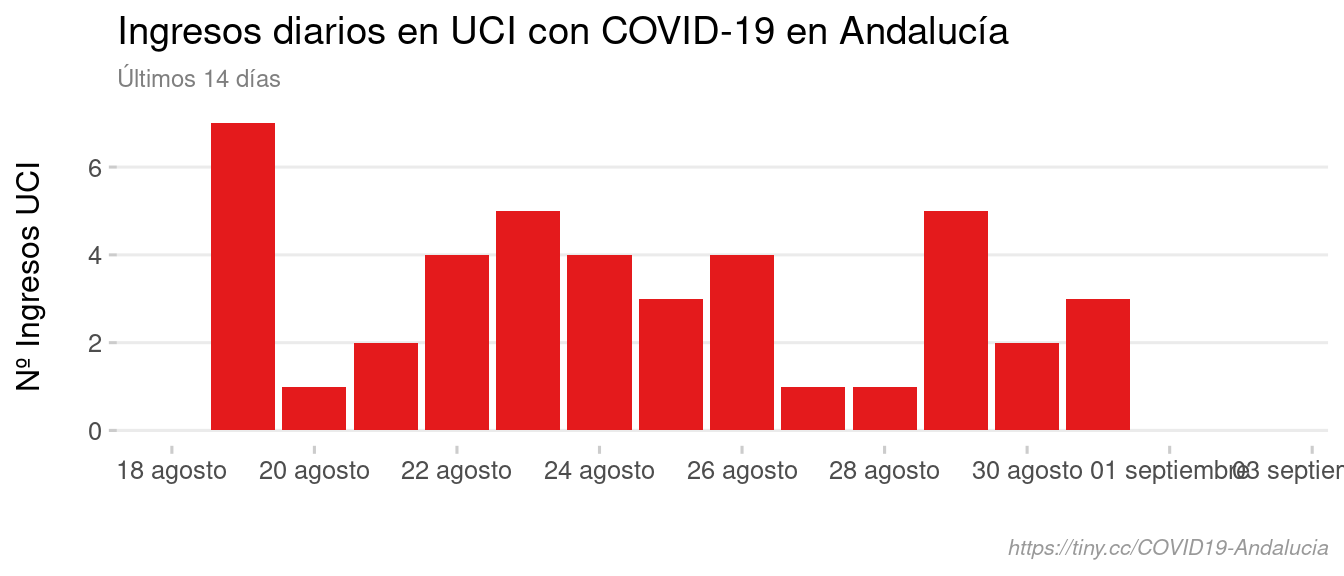 Ingresos diarios en UCI con COVID-19 en Andalucía
Últimos 14 días
Nº Ingresos UCI
6
4
2
0
18 agosto 20 agosto 22 agosto 24 agosto 26 agosto 28 agosto 30 agosto 01 septiembre 03 septiem
https://tiny.cc/COVID19-Andalucia